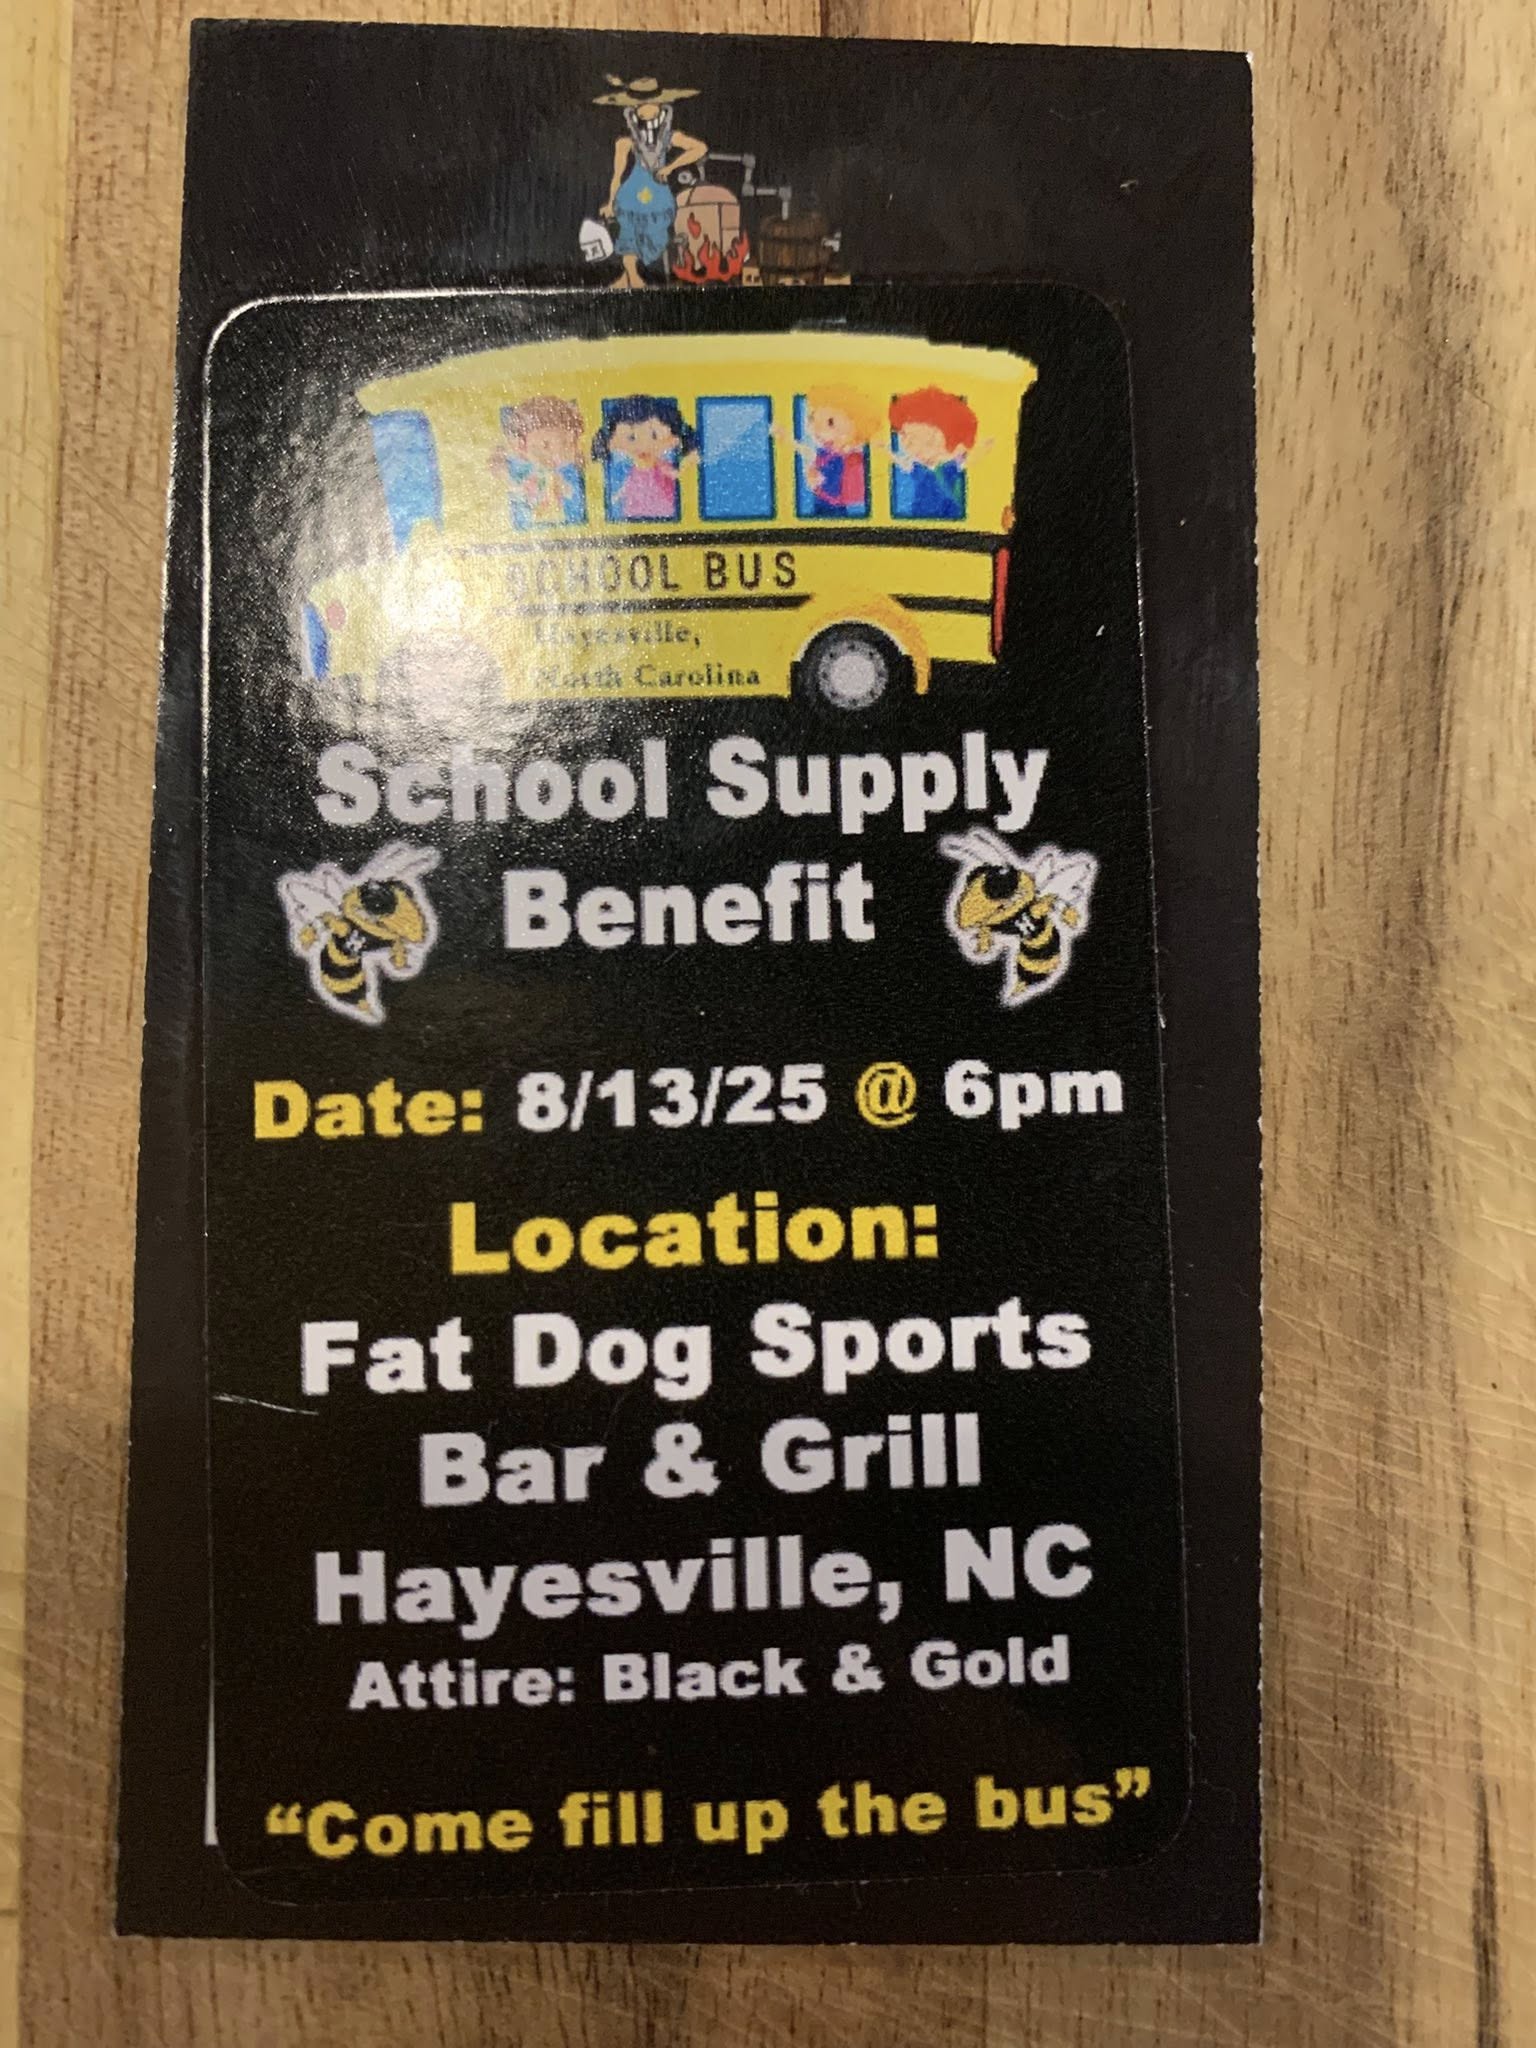 SCHOOL BUS
Hayesville,
North Carolina
School Supply
Benefit
Date: 8/13/25 @ 6pm
Location:
Fat Dog Sports
Bar & Grill
Hayesville, NC
Attire: Black & Gold
“Come fill up the bus”